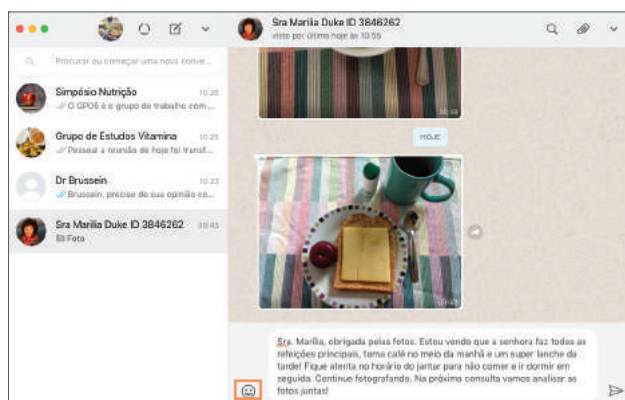 Sra Marilia Duke ID 3846262
visto por último hoje às 10:55
Procurar ou começar uma nova conve...
Simpósio Nutrição 10:28
O GPO5 é o grupo de trabalho com ...
Grupo de Estudos Vitamina 10:25
Pessoal a reunião de hoje foi transf...
Dr Brussein 10:23
Brussein, preciso de sua opinião co...
Sra Marilia Duke ID 3846262 09:43
Foto
HOJE
09:43
Sra. Marília, obrigada pelas fotos. Estou vendo que a senhora faz todas as
refeições principais, toma café no meio da manhã e um super lanche da
tarde! Fique atenta no horário do jantar para não comer e ir dormir em
seguida. Continue fotografando. Na próxima consulta vamos analisar as
fotos juntas!